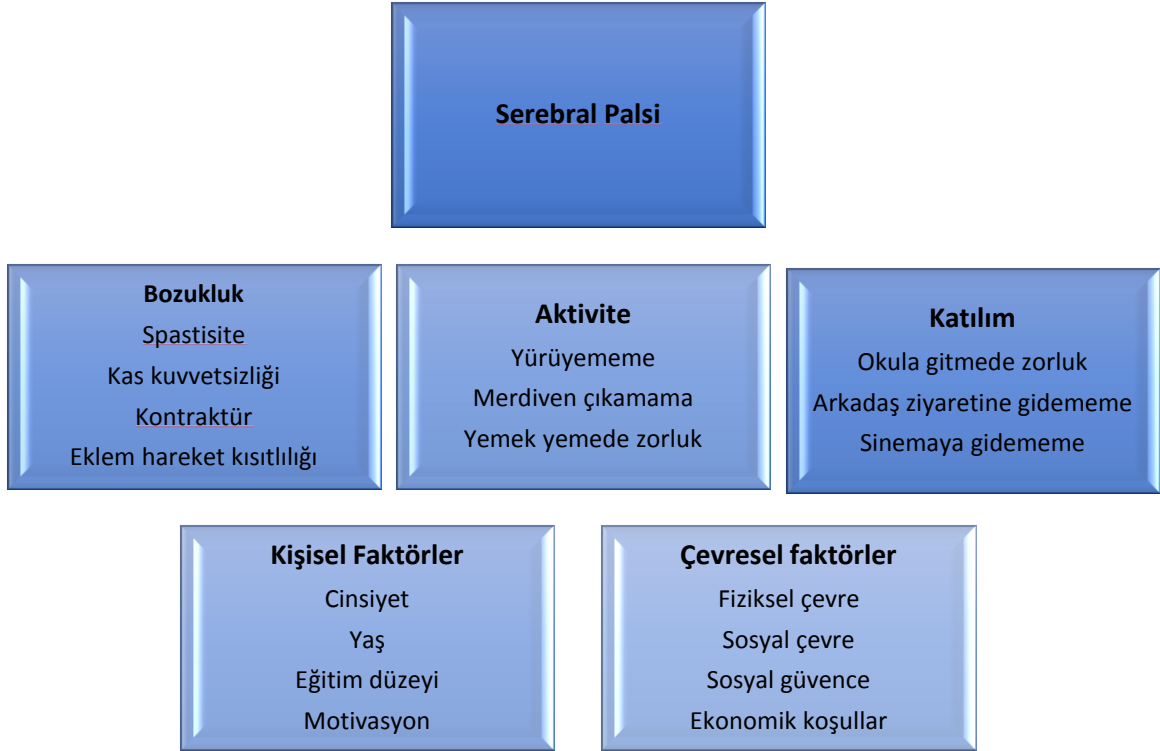 Serebral Palsi
Bozukluk
Spastisite
Kas kuvvetsizliği
Kontraktür
Eklem hareket kısıtlılığı
Aktivite
Yürüyememe
Merdiven çıkamama
Yemek yemede zorluk
Katılım
Okula gitmede zorluk
Arkadaş ziyaretine gidememe
Sinemaya gidememe
Kişisel Faktörler
Cinsiyet
Yaş
Eğitim düzeyi
Motivasyon
Çevresel faktörler
Fiziksel çevre
Sosyal çevre
Sosyal güvence
Ekonomik koşullar